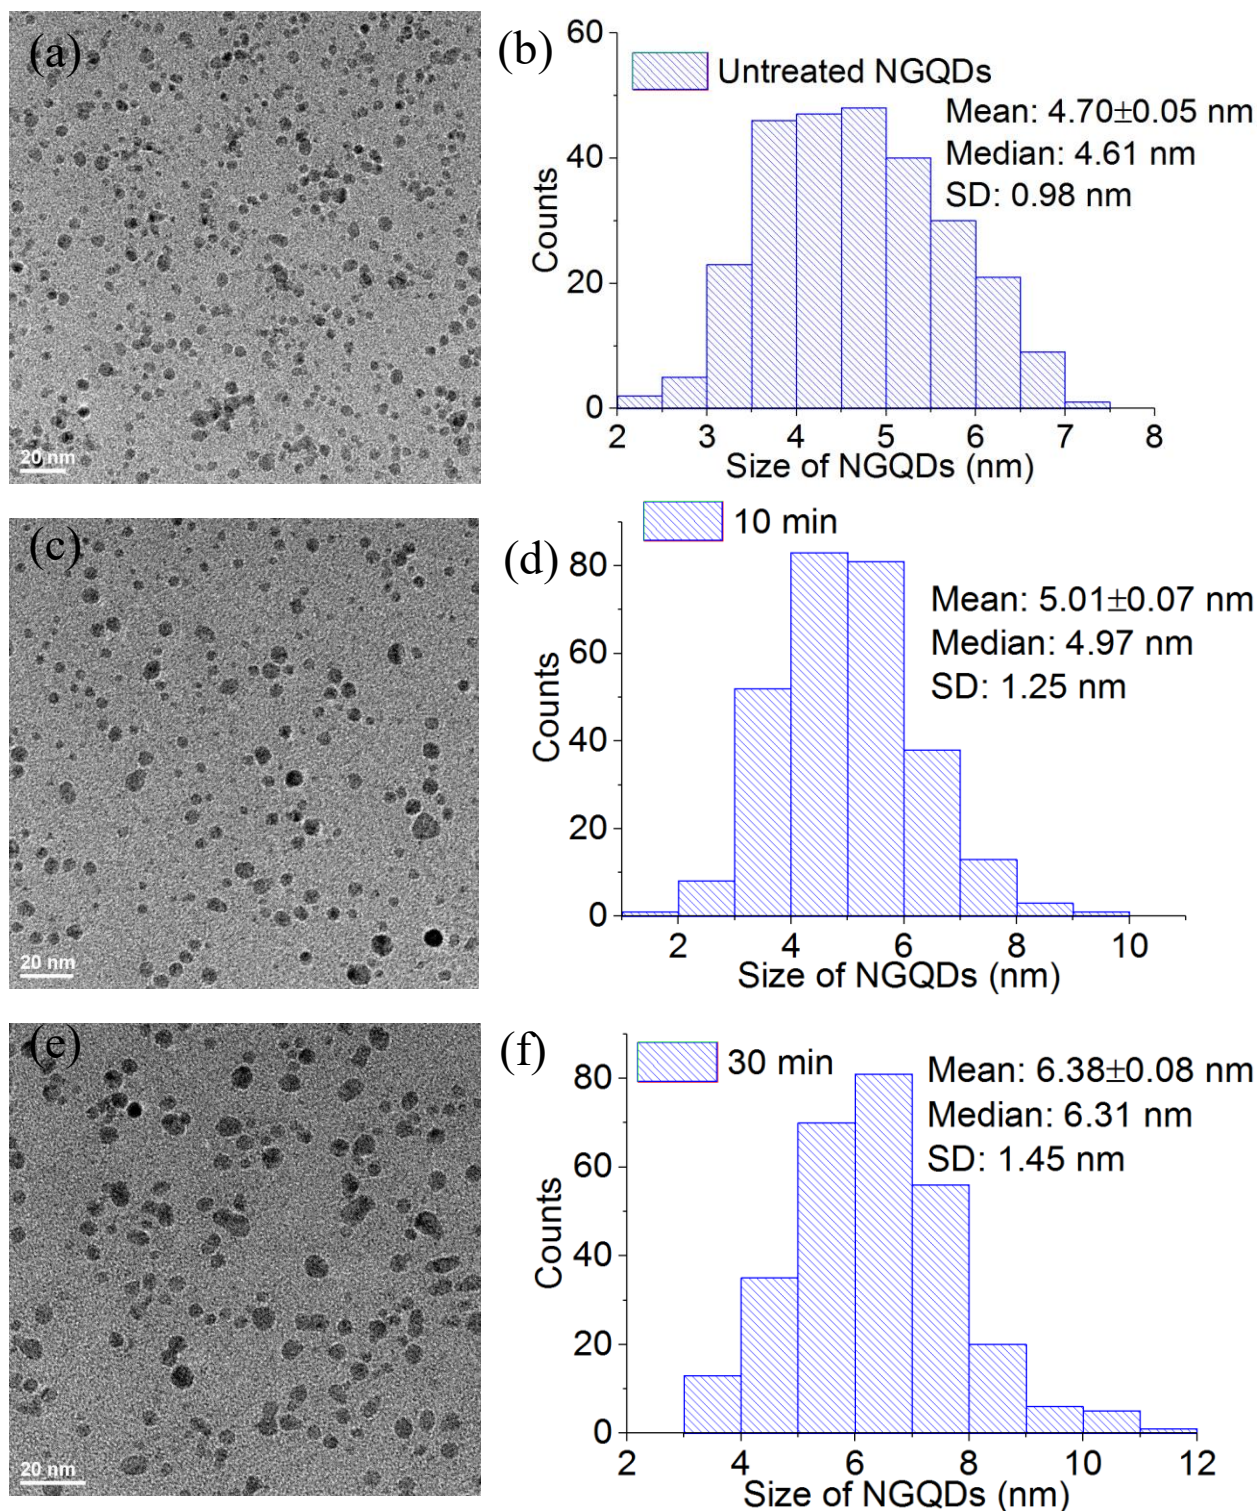 (a)
20 nm
(b)
60
40
20
0
Counts
Untreated NGQDs
Mean: 4.70±0.05 nm
Median: 4.61 nm
SD: 0.98 nm
2 3 4 5 6 7 8
Size of NGQDs (nm)
(c)
20 nm
(d)
80
60
40
20
0
Counts
10 min
Mean: 5.01±0.07 nm
Median: 4.97 nm
SD: 1.25 nm
2 4 6 8 10
Size of NGQDs (nm)
(e)
20 nm
(f)
80
60
40
20
0
Counts
30 min
Mean: 6.38±0.08 nm
Median: 6.31 nm
SD: 1.45 nm
2 4 6 8 10 12
Size of NGQDs (nm)